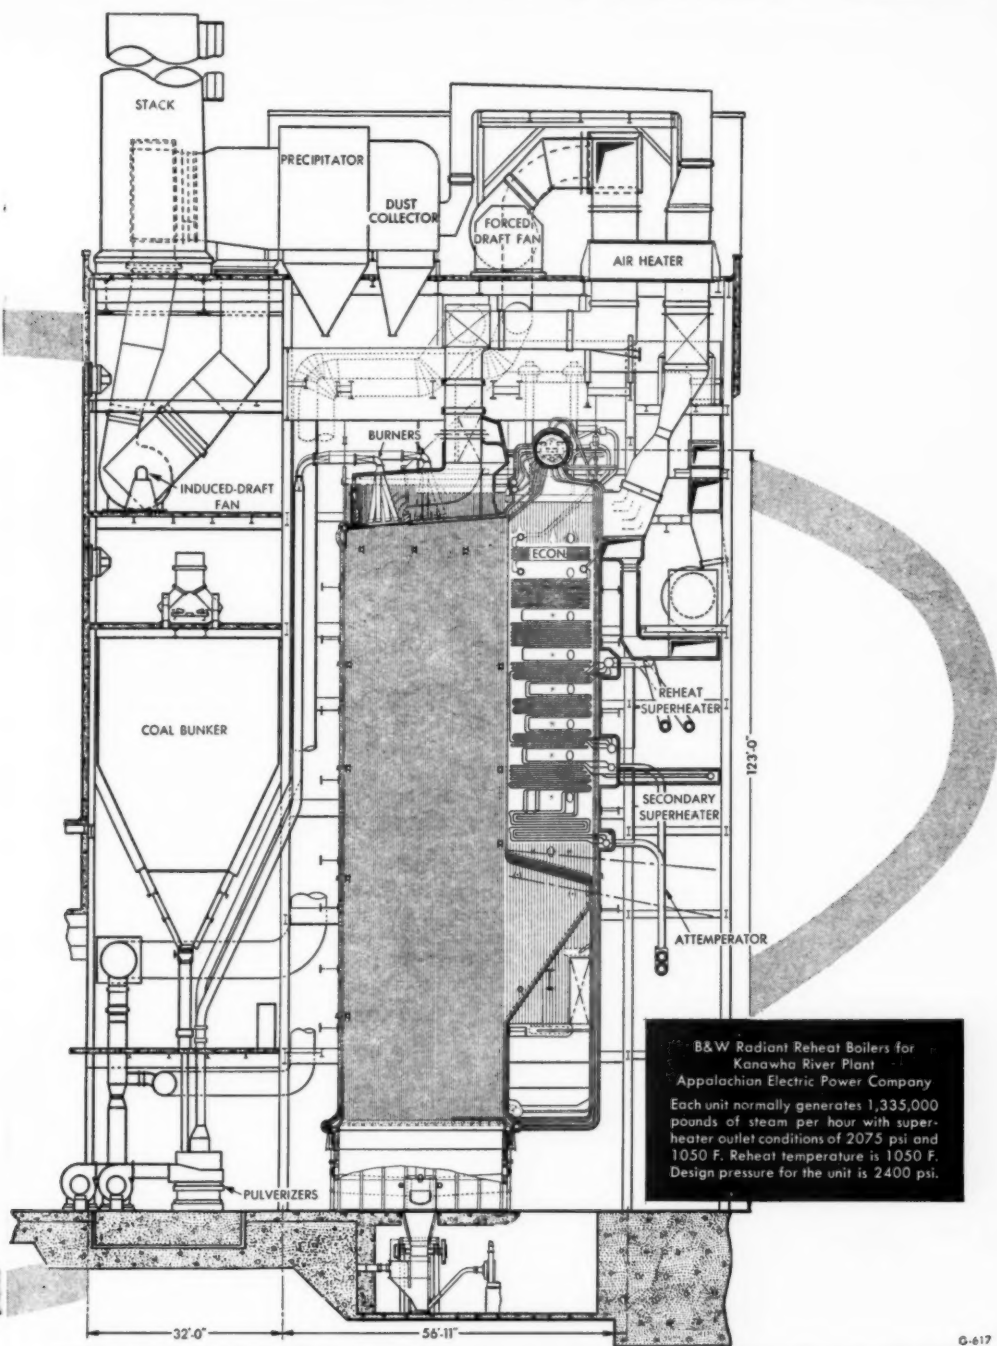 STACK
PRECIPITATOR
DUST
COLLECTOR
FORCED
DRAFT FAN
AIR HEATER
BURNERS
INDUCED-DRAFT
FAN
ECON.
REHEAT
SUPERHEATER
COAL BUNKER
123'-0"
SECONDARY
SUPERHEATER
ATTEMPERATOR
B&W Radiant Reheat Boilers for
Kanawha River Plant
Appalachian Electric Power Company
Each unit normally generates 1,335,000
pounds of steam per hour with super-
heater outlet conditions of 2075 psi and
1050 F. Reheat temperature is 1050 F.
Design pressure for the unit is 2400 psi.
PULVERIZERS
32'-0"
56'-11"
G-617